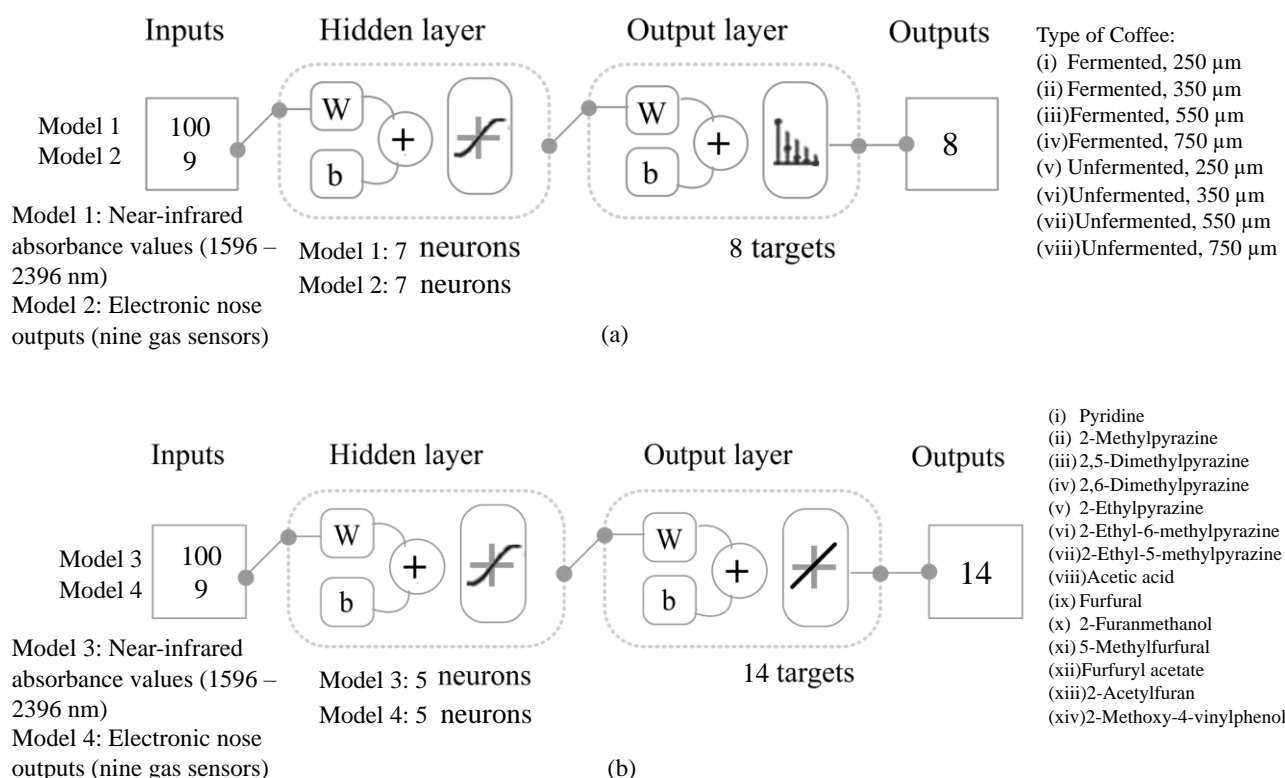 Inputs
Hidden layer
Output layer
Outputs
Model 1
Model 2
100
9
W
b
+
W
b
+
8
Model 1: Near-infrared
absorbance values (1596 –
2396 nm)
Model 2: Electronic nose
outputs (nine gas sensors)
Model 1: 7 neurons
Model 2: 7 neurons
8 targets
Type of Coffee:
(i) Fermented, 250 µm
(ii) Fermented, 350 µm
(iii)Fermented, 550 µm
(iv)Fermented, 750 µm
(v) Unfermented, 250 µm
(vi)Unfermented, 350 µm
(vii)Unfermented, 550 µm
(viii)Unfermented, 750 µm
(a)
Inputs
Hidden layer
Output layer
Outputs
Model 3
Model 4
100
9
W
b
+
W
b
+
14
Model 3: Near-infrared
absorbance values (1596 –
2396 nm)
Model 4: Electronic nose
outputs (nine gas sensors)
Model 3: 5 neurons
Model 4: 5 neurons
14 targets
(i) Pyridine
(ii) 2-Methylpyrazine
(iii)2,5-Dimethylpyrazine
(iv) 2,6-Dimethylpyrazine
(v) 2-Ethylpyrazine
(vi) 2-Ethyl-6-methylpyrazine
(vii)2-Ethyl-5-methylpyrazine
(viii)Acetic acid
(ix) Furfural
(x) 2-Furanmethanol
(xi) 5-Methylfurfural
(xii)Furfuryl acetate
(xiii)2-Acetylfuran
(xiv)2-Methoxy-4-vinylphenol
(b)